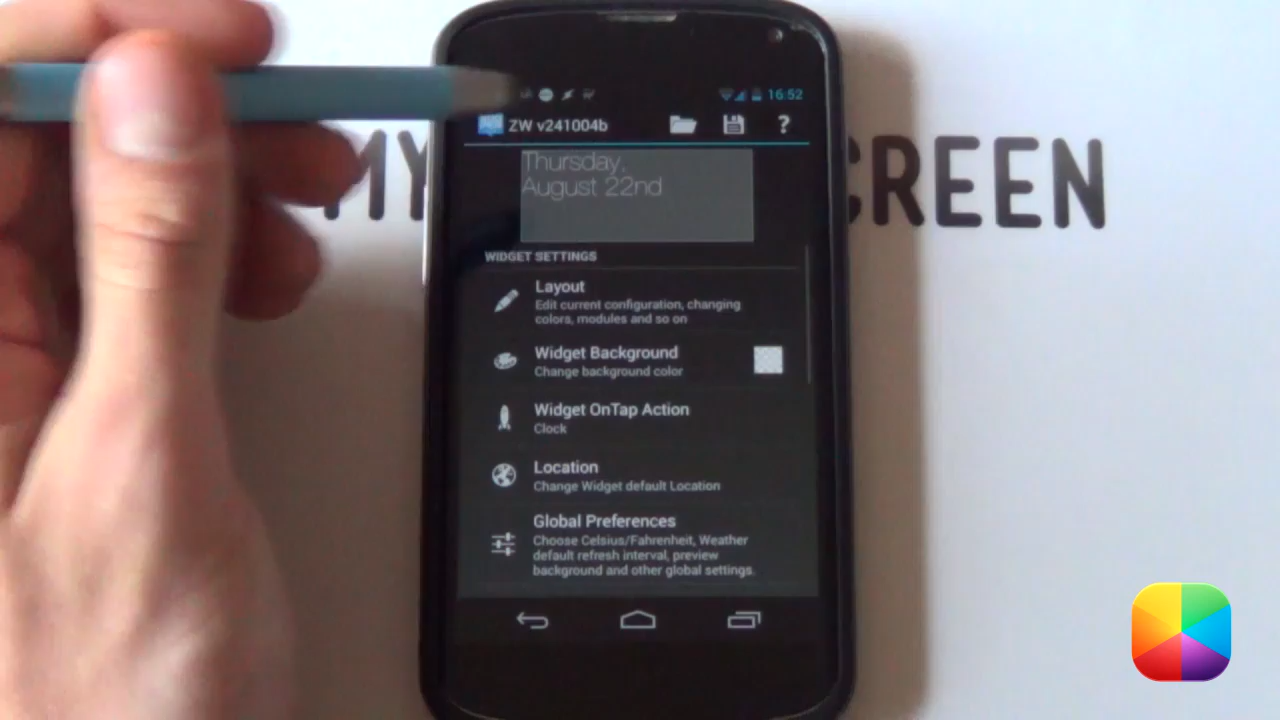 16:52
ZW v241004b
?
MY
CREEN
Thursday,
August 22nd
WIDGET SETTINGS
Layout
Edit current configuration, changing
colors, modules and so on
Widget Background
Change background color
Widget OnTap Action
Clock
Location
Change Widget default Location
Global Preferences
Choose Celsius/Fahrenheit, Weather
default refresh interval, preview
background and other global settings.